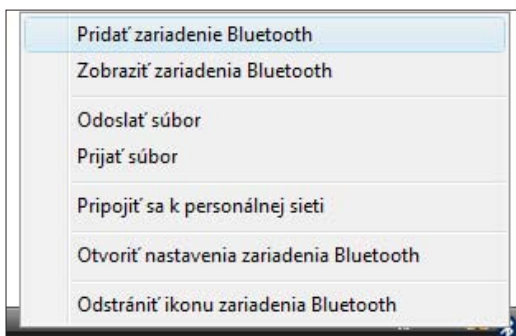 Pridať zariadenie Bluetooth
Zobraziť zariadenia Bluetooth
Odoslať súbor
Prijať súbor
Pripojiť sa k personálnej sieti
Otvoriť nastavenia zariadenia Bluetooth
Odstrániť ikonu zariadenia Bluetooth